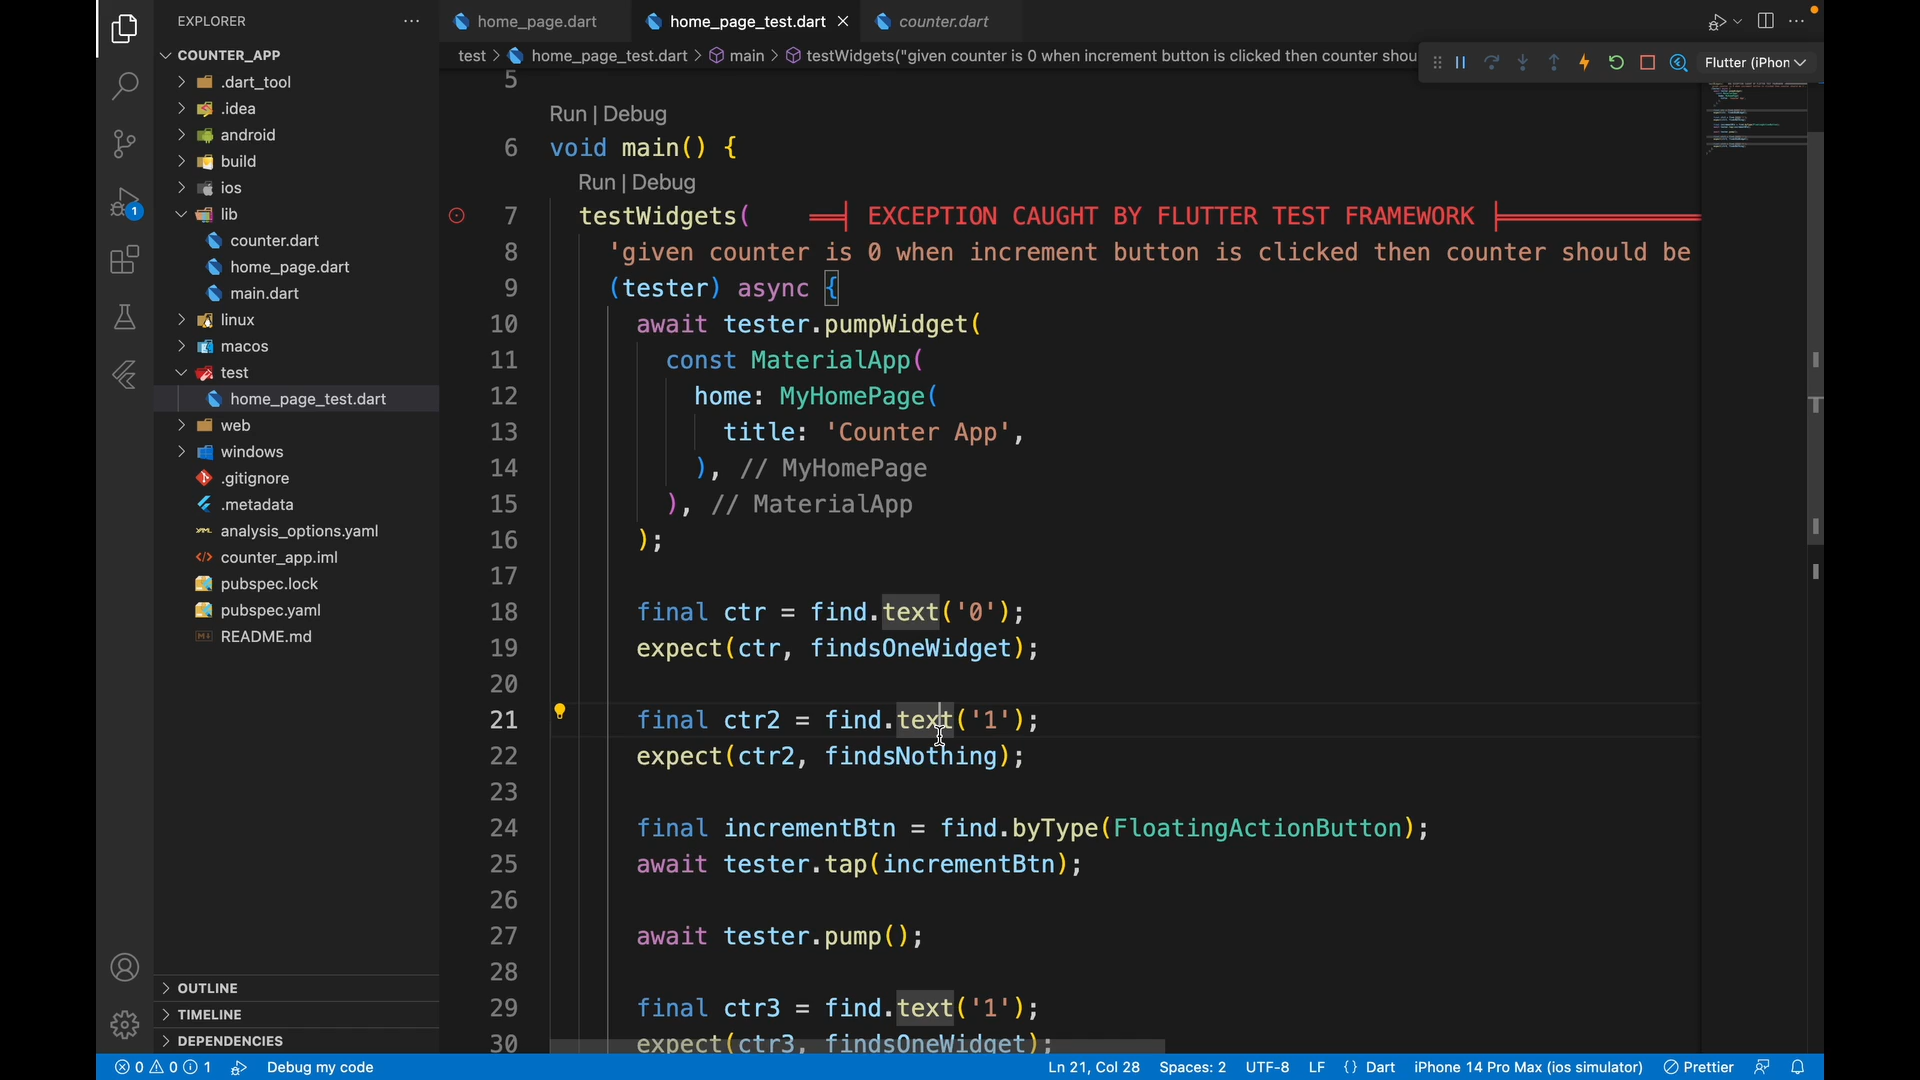 EXPLORER
COUNTER_APP
.dart_tool
.idea
android
build
ios
lib
counter.dart
home_page.dart
main.dart
linux
macos
test
home_page_test.dart
web
windows
.gitignore
.metadata
analysis_options.yaml
counter_app.iml
pubspec.lock
pubspec.yaml
README.md
OUTLINE
TIMELINE
DEPENDENCIES
1
home_page.dart
home_page_test.dart
counter.dart
test > home_page_test.dart > main > testWidgets("given counter is 0 when increment button is clicked then counter shou
Flutter (iPhon
5
Run | Debug
6 void main() {
Run | Debug
7 testWidgets( EXCEPTION CAUGHT BY FLUTTER TEST FRAMEWORK
8 'given counter is 0 when increment button is clicked then counter should be
9 (tester) async {
10 await tester.pumpWidget(
11 const MaterialApp(
12 home: MyHomePage(
13 title: 'Counter App',
14 ), // MyHomePage
15 ), // MaterialApp
16 );
17
18 final ctr = find.text('0');
19 expect(ctr, findsOneWidget);
20
21 final ctr2 = find.text('1');
22 expect(ctr2, findsNothing);
23
24 final incrementBtn = find.byType(FloatingActionButton);
25 await tester.tap(incrementBtn);
26
27 await tester.pump();
28
29 final ctr3 = find.text('1');
30 expect(ctr3, findsOneWidget);
0 0 1 Debug my code Ln 21, Col 28 Spaces: 2 UTF-8 LF {} Dart iPhone 14 Pro Max (ios simulator) Prettier